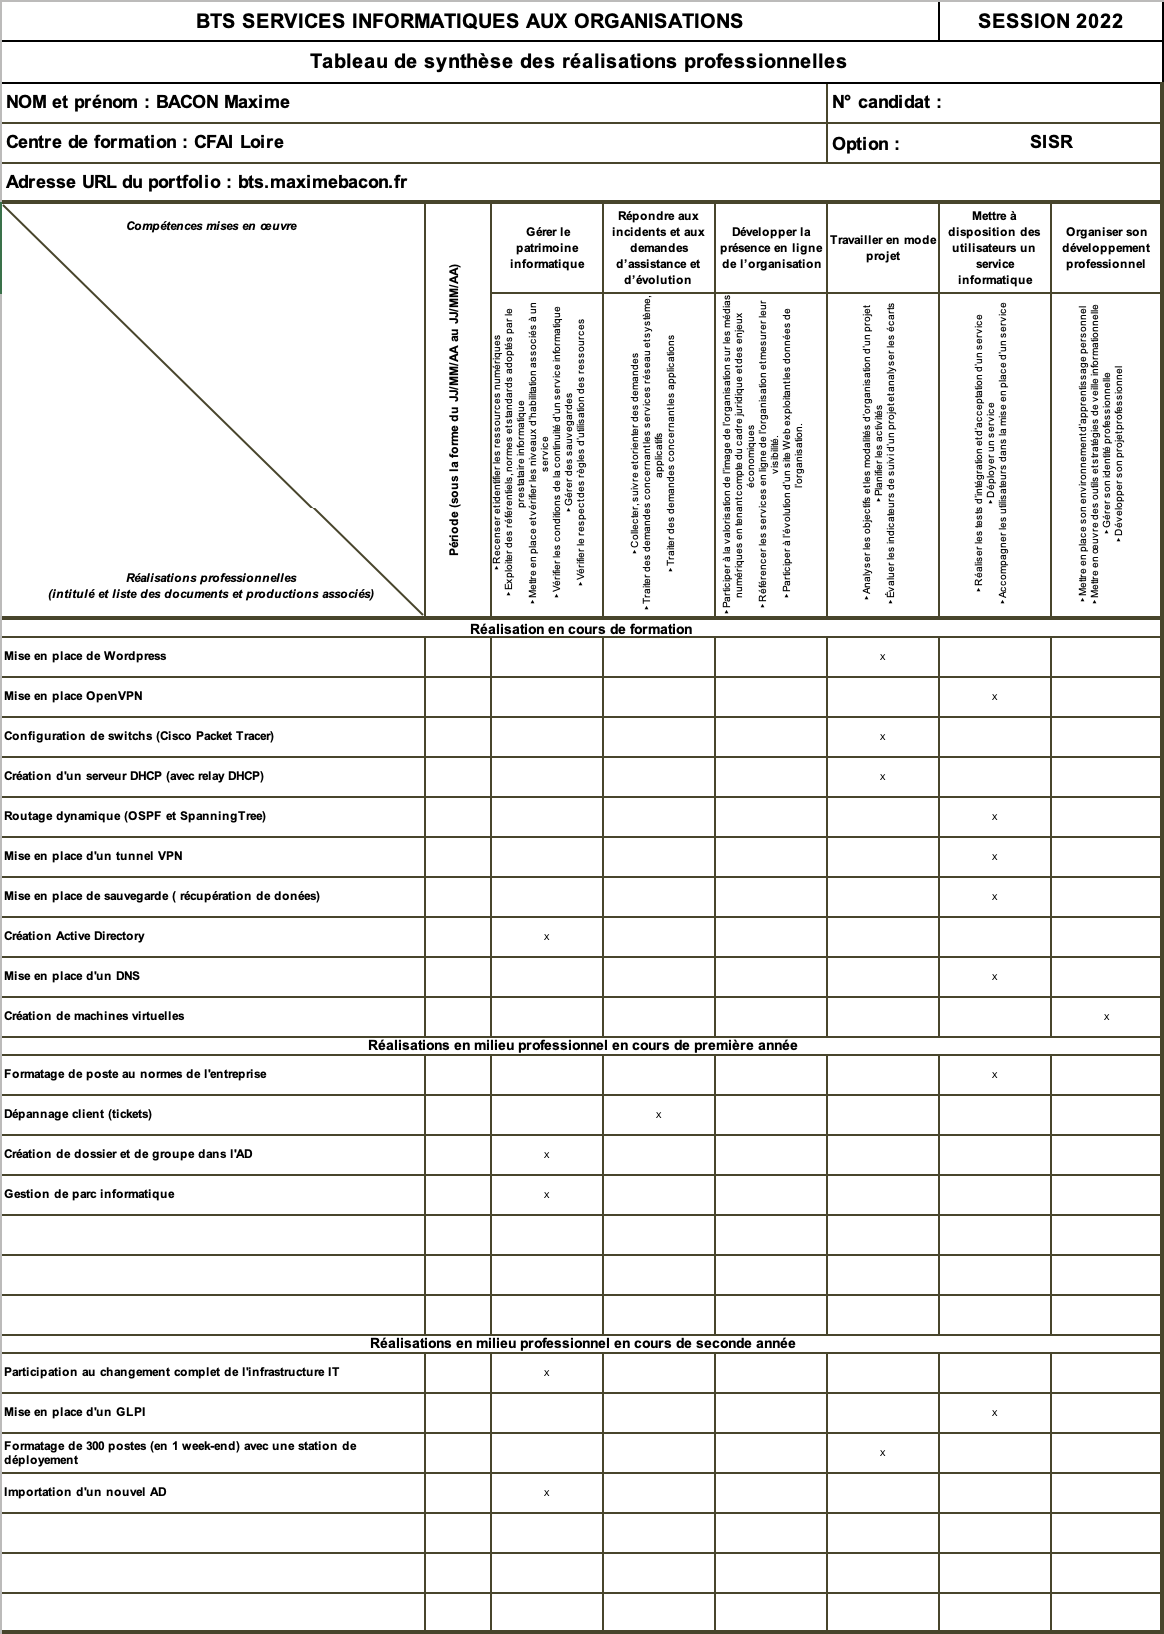 BTS SERVICES INFORMATIQUES AUX ORGANISATIONS
SESSION 2022
Tableau de synthèse des réalisations professionnelles
NOM et prénom : BACON Maxime
N° candidat :
Centre de formation : CFAI Loire
Option :
SISR
Adresse URL du portfolio : bts.maximebacon.fr
Compétences mises en œuvre
Réalisations professionnelles
(intitulé et liste des documents et productions associés)
Période (sous la forme du JJ/MM/AA au JJ/MM/AA)
Gérer le
patrimoine
informatique
Répondre aux
incidents et aux
demandes
d'assistance et
d'évolution
Développer la
présence en ligne
de l'organisation
Travailler en mode
projet
Mettre à
disposition des
utilisateurs un
service
informatique
Organiser son
développement
professionnel
‣ Recenser et identifier les ressources numériques
‣ Exploiter des référentiels, normes et standards adoptés par le
prestataire informatique
‣ Mettre en place et vérifier les niveaux d'habilitation associés à un
service
‣ Vérifier les conditions de la continuité d'un service informatique
‣ Gérer des sauvegardes
‣ Vérifier le respect des règles d'utilisation des ressources
‣ Collecter, suivre et orienter des demandes
‣ Traiter des demandes concernant les services réseau et système,
applicatifs
‣ Traiter des demandes concernant les applications
‣ Participer à la valorisation de l'image de l'organisation sur les médias
numériques en tenant compte du cadre juridique et des enjeux
économiques
‣ Référencer les services en ligne de l'organisation et mesurer leur
visibilité.
‣ Participer à l'évolution d'un site Web exploitant les données de
l'organisation.
‣ Analyser les objectifs et les modalités d'organisation d'un projet
‣ Planifier les activités
‣ Évaluer les indicateurs de suivi d'un projet et analyser les écarts
‣ Réaliser les tests d'intégration et d'acceptation d'un service
‣ Déployer un service
‣ Accompagner les utilisateurs dans la mise en place d'un service
‣ Mettre en place son environnement d'apprentissage personnel
‣ Mettre en œuvre des outils et stratégies de veille informationnelle
‣ Gérer son identité professionnelle
‣ Développer son projet professionnel
Réalisation en cours de formation
Mise en place de Wordpress x
Mise en place OpenVPN x
Configuration de switchs (Cisco Packet Tracer) x
Création d'un serveur DHCP (avec relay DHCP) x
Routage dynamique (OSPF et SpanningTree) x
Mise en place d'un tunnel VPN x
Mise en place de sauvegarde ( récupération de donées) x
Création Active Directory x
Mise en place d'un DNS x
Création de machines virtuelles x
Réalisations en milieu professionnel en cours de première année
Formatage de poste au normes de l'entreprise x
Dépannage client (tickets) x
Création de dossier et de groupe dans l'AD x
Gestion de parc informatique x
Réalisations en milieu professionnel en cours de seconde année
Participation au changement complet de l'infrastructure IT x
Mise en place d'un GLPI x
Formatage de 300 postes (en 1 week-end) avec une station de
déployement x
Importation d'un nouvel AD x